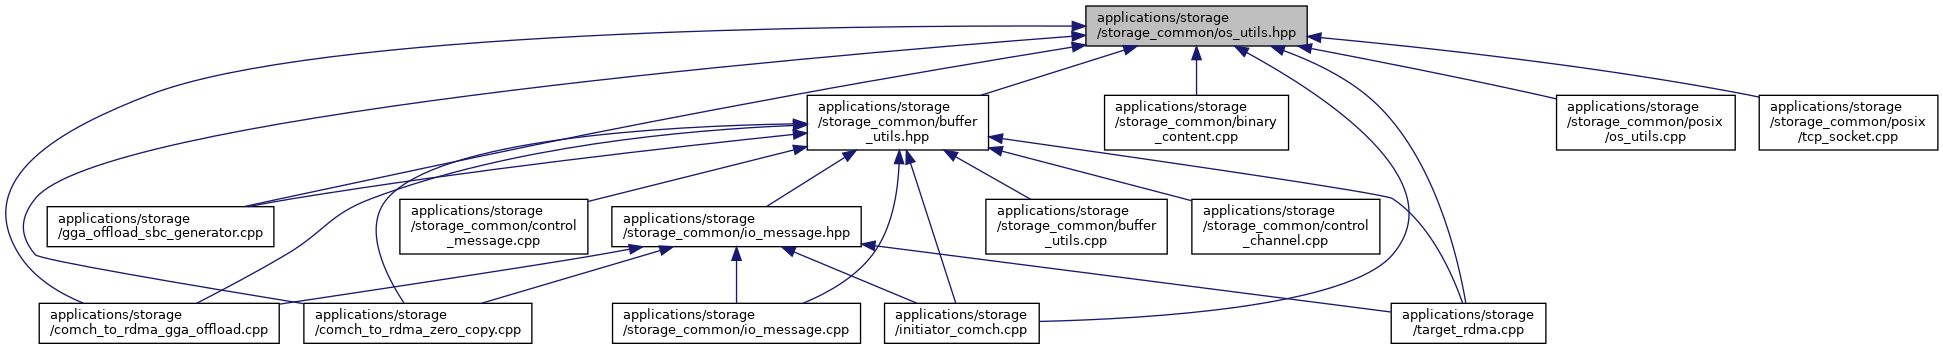 applications/storage
/storage_common/os_utils.hpp
applications/storage
/storage_common/buffer
_utils.hpp
applications/storage
/storage_common/binary
_content.cpp
applications/storage
/storage_common/posix
/os_utils.cpp
applications/storage
/storage_common/posix
/tcp_socket.cpp
applications/storage
/gga_offload_sbc_generator.cpp
applications/storage
/storage_common/control
_message.cpp
applications/storage
/storage_common/io_message.hpp
applications/storage
/storage_common/buffer
_utils.cpp
applications/storage
/storage_common/control
_channel.cpp
applications/storage
/comch_to_rdma_gga_offload.cpp
applications/storage
/comch_to_rdma_zero_copy.cpp
applications/storage
/storage_common/io_message.cpp
applications/storage
/initiator_comch.cpp
applications/storage
/target_rdma.cpp